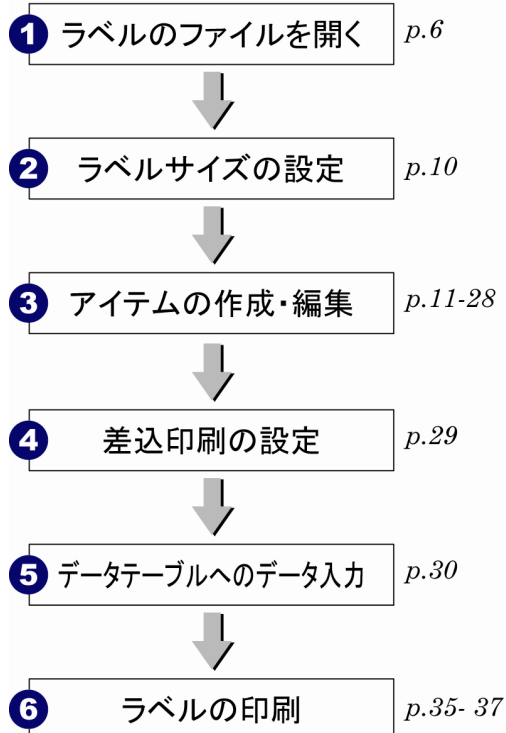 1 ラベルのファイルを開く p.6
2 ラベルサイズの設定 p.10
3 アイテムの作成・編集 p.11-28
4 差込印刷の設定 p.29
5 データテーブルへのデータ入力 p.30
6 ラベルの印刷 p.35- 37